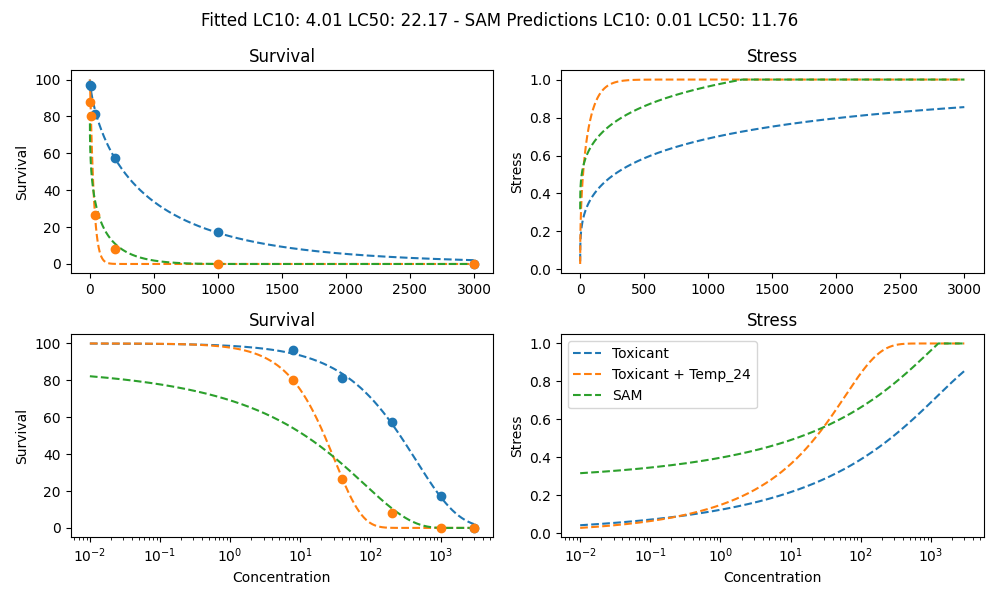 Fitted LC10: 4.01 LC50: 22.17 - SAM Predictions LC10: 0.01 LC50: 11.76
Survival
Survival
100
80
60
40
20
0
0 500 1000 1500 2000 2500 3000
Stress
Stress
1.0
0.8
0.6
0.4
0.2
0.0
0 500 1000 1500 2000 2500 3000
Survival
Survival
100
80
60
40
20
0
10⁻² 10⁻¹ 10⁰ 10¹ 10² 10³
Concentration
Stress
Stress
1.0
0.8
0.6
0.4
0.2
0.0
Toxicant
Toxicant + Temp_24
SAM
10⁻² 10⁻¹ 10⁰ 10¹ 10² 10³
Concentration